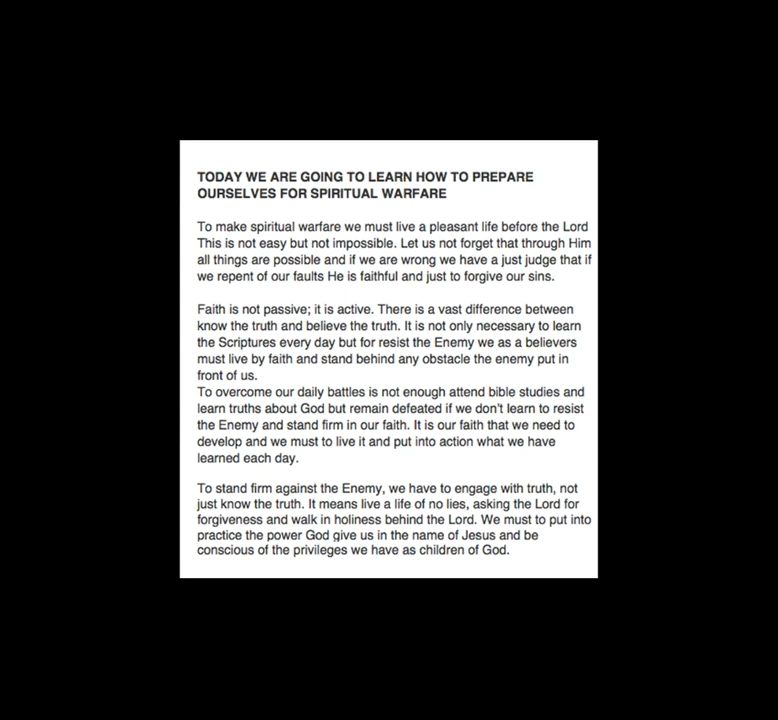 TODAY WE ARE GOING TO LEARN HOW TO PREPARE
OURSELVES FOR SPIRITUAL WARFARE
To make spiritual warfare we must live a pleasant life before the Lord
This is not easy but not impossible. Let us not forget that through Him
all things are possible and if we are wrong we have a just judge that if
we repent of our faults He is faithful and just to forgive our sins.
Faith is not passive; it is active. There is a vast difference between
know the truth and believe the truth. It is not only necessary to learn
the Scriptures every day but for resist the Enemy we as a believers
must live by faith and stand behind any obstacle the enemy put in
front of us.
To overcome our daily battles is not enough attend bible studies and
learn truths about God but remain defeated if we don't learn to resist
the Enemy and stand firm in our faith. It is our faith that we need to
develop and we must to live it and put into action what we have
learned each day.
To stand firm against the Enemy, we have to engage with truth, not
just know the truth. It means live a life of no lies, asking the Lord for
forgiveness and walk in holiness behind the Lord. We must to put into
practice the power God give us in the name of Jesus and be
conscious of the privileges we have as children of God.